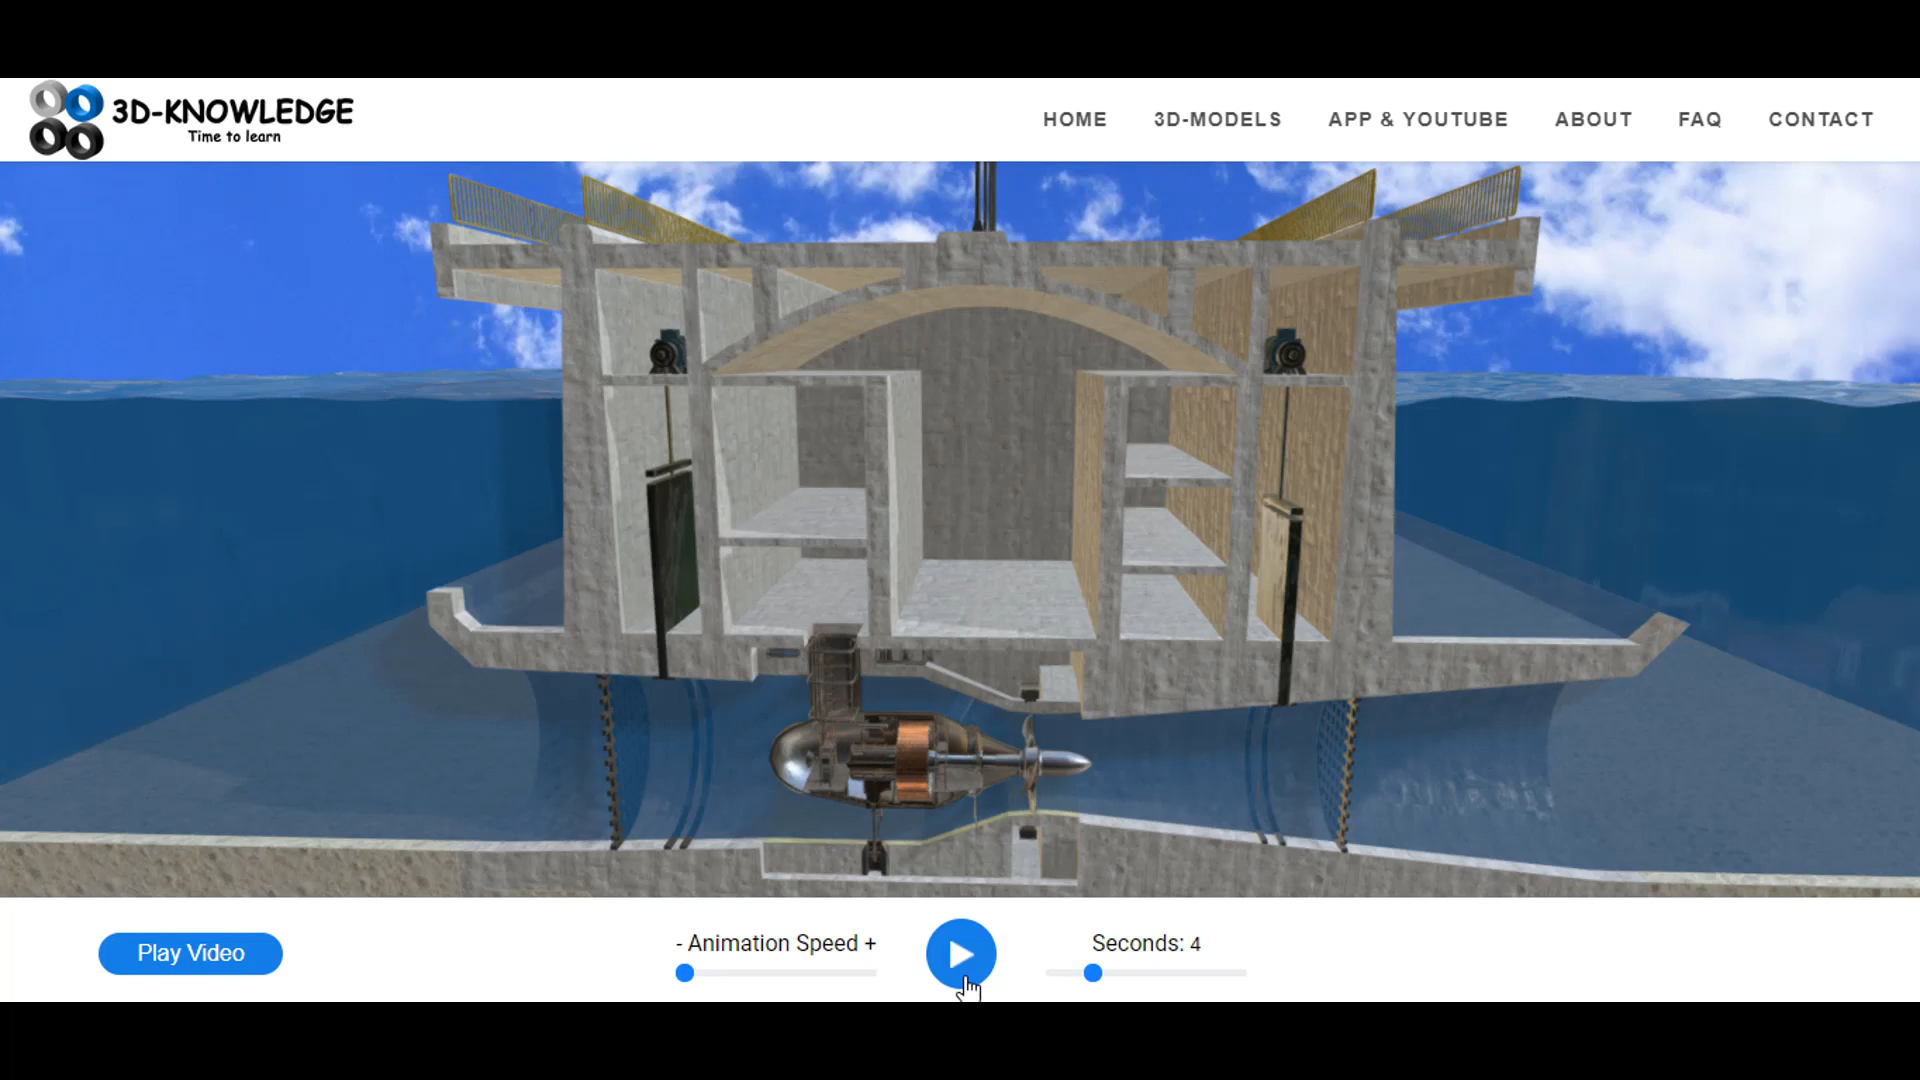 3D-KNOWLEDGE
Time to learn
HOME 3D-MODELS APP & YOUTUBE ABOUT FAQ CONTACT
Play Video
- Animation Speed +
Seconds: 4